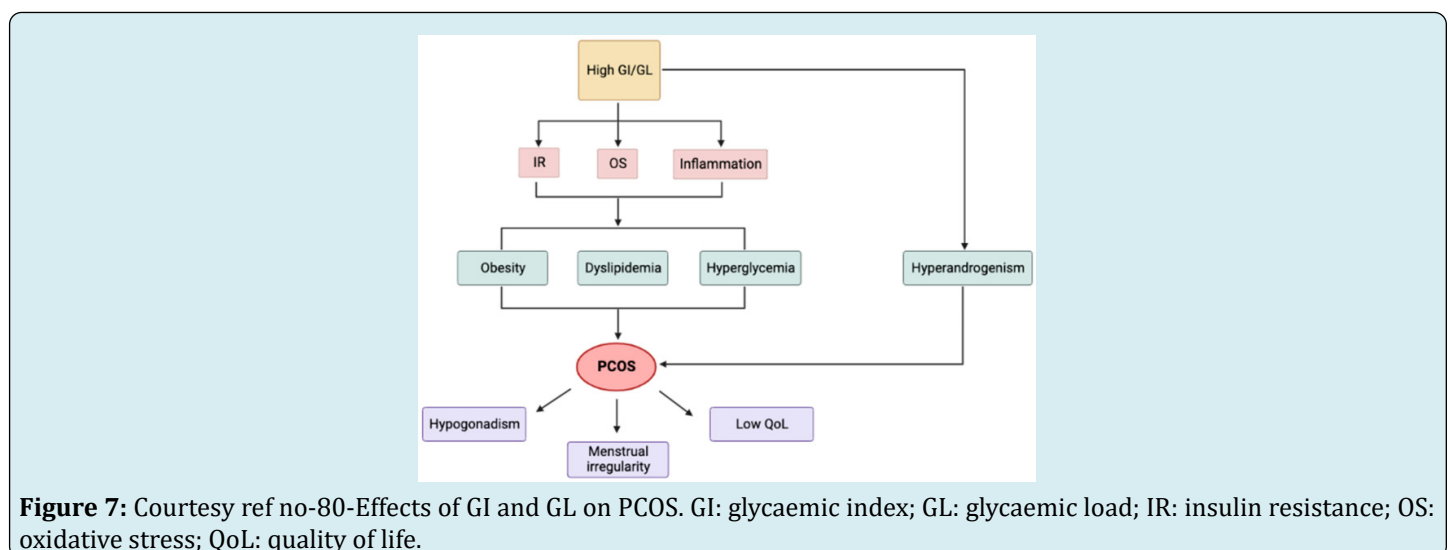 High GI/GL
IR
OS
Inflammation
Obesity
Dyslipidemia
Hyperglycemia
Hyperandrogenism
PCOS
Hypogonadism
Low QoL
Menstrual
irregularity
Figure 7: Courtesy ref no-80-Effects of GI and GL on PCOS. GI: glycaemic index; GL: glycaemic load; IR: insulin resistance; OS:
oxidative stress; QoL: quality of life.